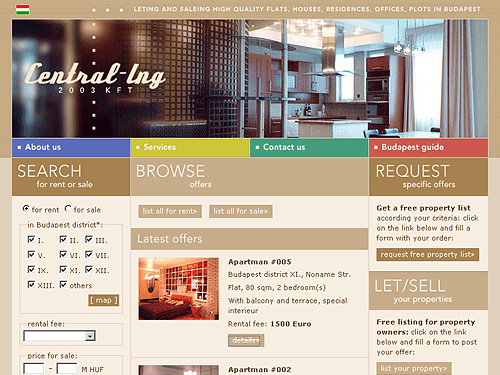 LETING AND SALEING HIGH QUALITY FLATS, HOUSES, RESIDENCES, OFFICES, PLOTS IN BUDAPEST
Central-Ing
2003 KFT
About us
Services
Contact us
Budapest guide
SEARCH
for rent or sale
for rent
for sale
in Budapest district*:
I.
II.
III.
V.
VI.
VII.
IX.
XI.
XII.
XIII.
others
[ map ]
rental fee:
price for sale:
- M HUF
BROWSE
offers
list all for rent»
list all for sale»
Latest offers
Apartman #005
Budapest district XI., Noname Str.
Flat, 80 sqm, 2 bedroom(s)
With balcony and terrace, special
interieur
Rental fee: 1500 Euro
details»
Apartman #002
REQUEST
specific offers
Get a free property list
according your criteria: click
on the link below and fill a
form with your order:
request free property list»
LET/SELL
your properties
Free listing for property
owners: click on the link
below and fill a form to post
your offer:
list your property»